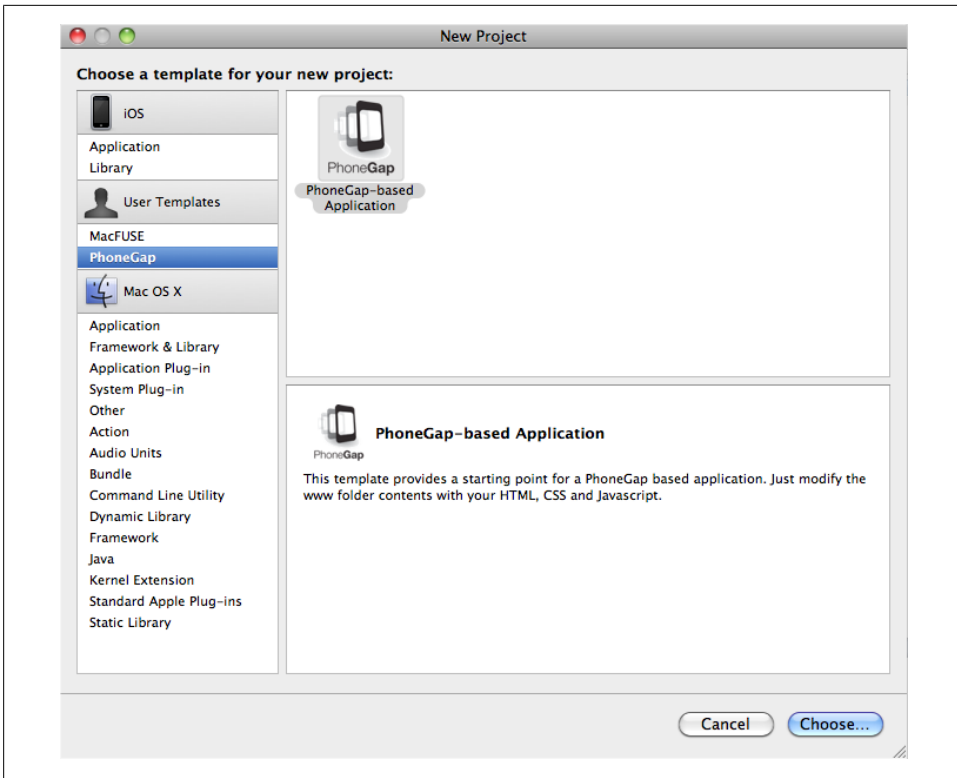 New Project
Choose a template for your new project:
iOS
Application
Library
User Templates
MacFUSE
PhoneGap
Mac OS X
Application
Framework & Library
Application Plug-in
System Plug-in
Other
Action
Audio Units
Bundle
Command Line Utility
Dynamic Library
Framework
Java
Kernel Extension
Standard Apple Plug-ins
Static Library
PhoneGap
PhoneGap-based
Application
PhoneGap
PhoneGap-based Application
This template provides a starting point for a PhoneGap based application. Just modify the
www folder contents with your HTML, CSS and Javascript.
Cancel
Choose...